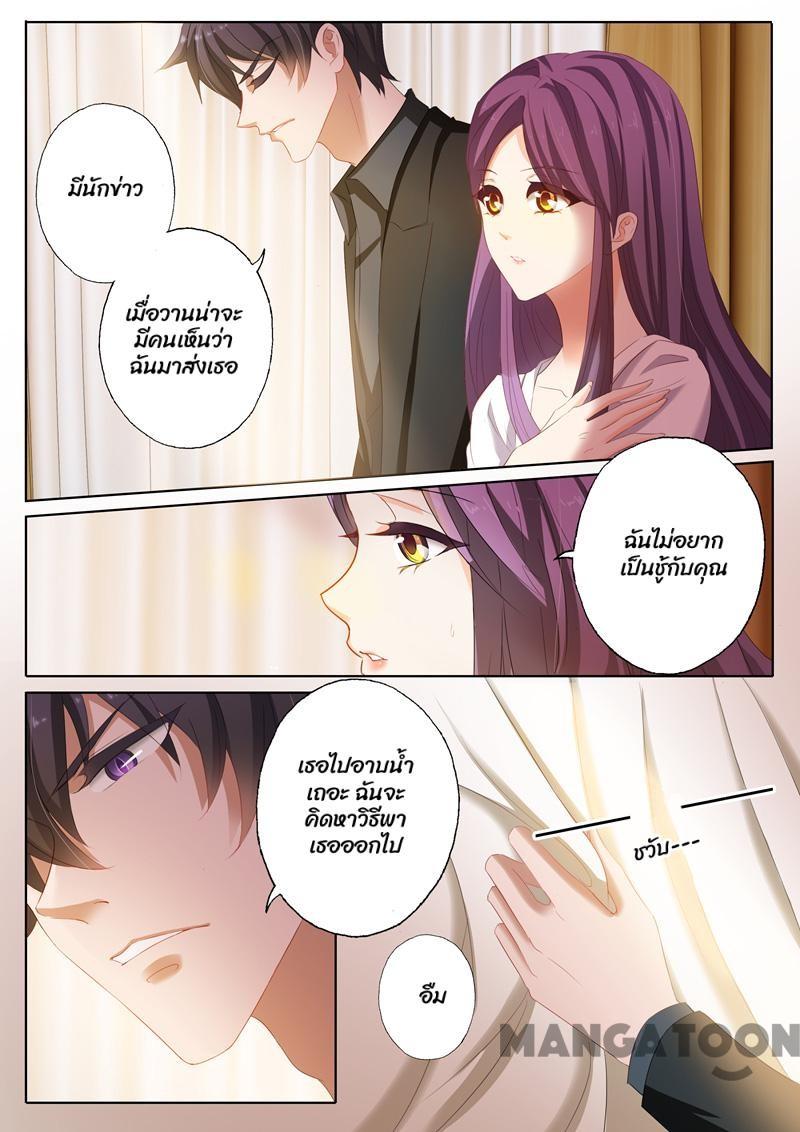 มีนักข่าว
เมื่อวานน่าจะ
มีคนเห็นว่า
ฉันมาส่งเธอ
ฉันไม่อยาก
เป็นชู้กับคุณ
เธอไปอาบน้ำ
เถอะ ฉันจะ
คิดหาวิธีพา
เธอออกไป
ชวับ---
อืม
MANGATOON